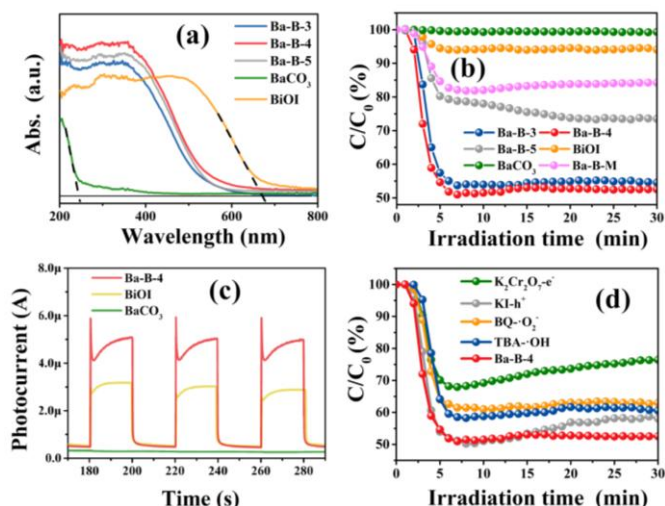 (a)
Ba-B-3
Ba-B-4
Ba-B-5
BaCO₃
BiOI
Abs. (a.u.)
200 400 600 800
Wavelength (nm)
(b)
C/C₀ (%)
100
90
80
70
60
50
Ba-B-3 Ba-B-4
Ba-B-5 BiOI
BaCO₃ Ba-B-M
0 5 10 15 20 25 30
Irradiation time (min)
(c)
Photocurrent (A)
8.0μ
6.0μ
4.0μ
2.0μ
0.0
Ba-B-4
BiOI
BaCO₃
180 200 220 240 260 280
Time (s)
(d)
C/C₀ (%)
100
90
80
70
60
50
K₂Cr₂O₇-e⁻
KI-h⁺
BQ-·O₂⁻
TBA-·OH
Ba-B-4
0 5 10 15 20 25 30
Irradiation time (min)